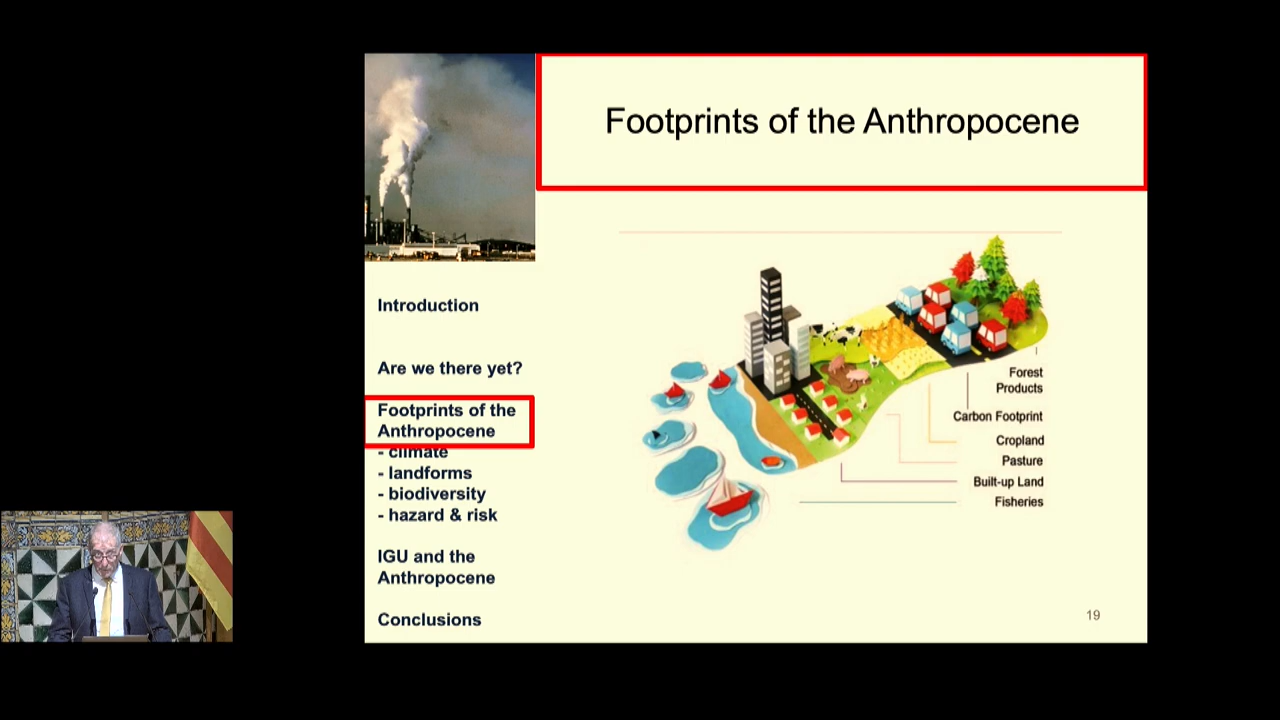 Footprints of the Anthropocene
Introduction
Are we there yet?
Footprints of the
Anthropocene
- climate
- landforms
- biodiversity
- hazard & risk
IGU and the
Anthropocene
Conclusions
Forest
Products
Carbon Footprint
Cropland
Pasture
Built-up Land
Fisheries
19